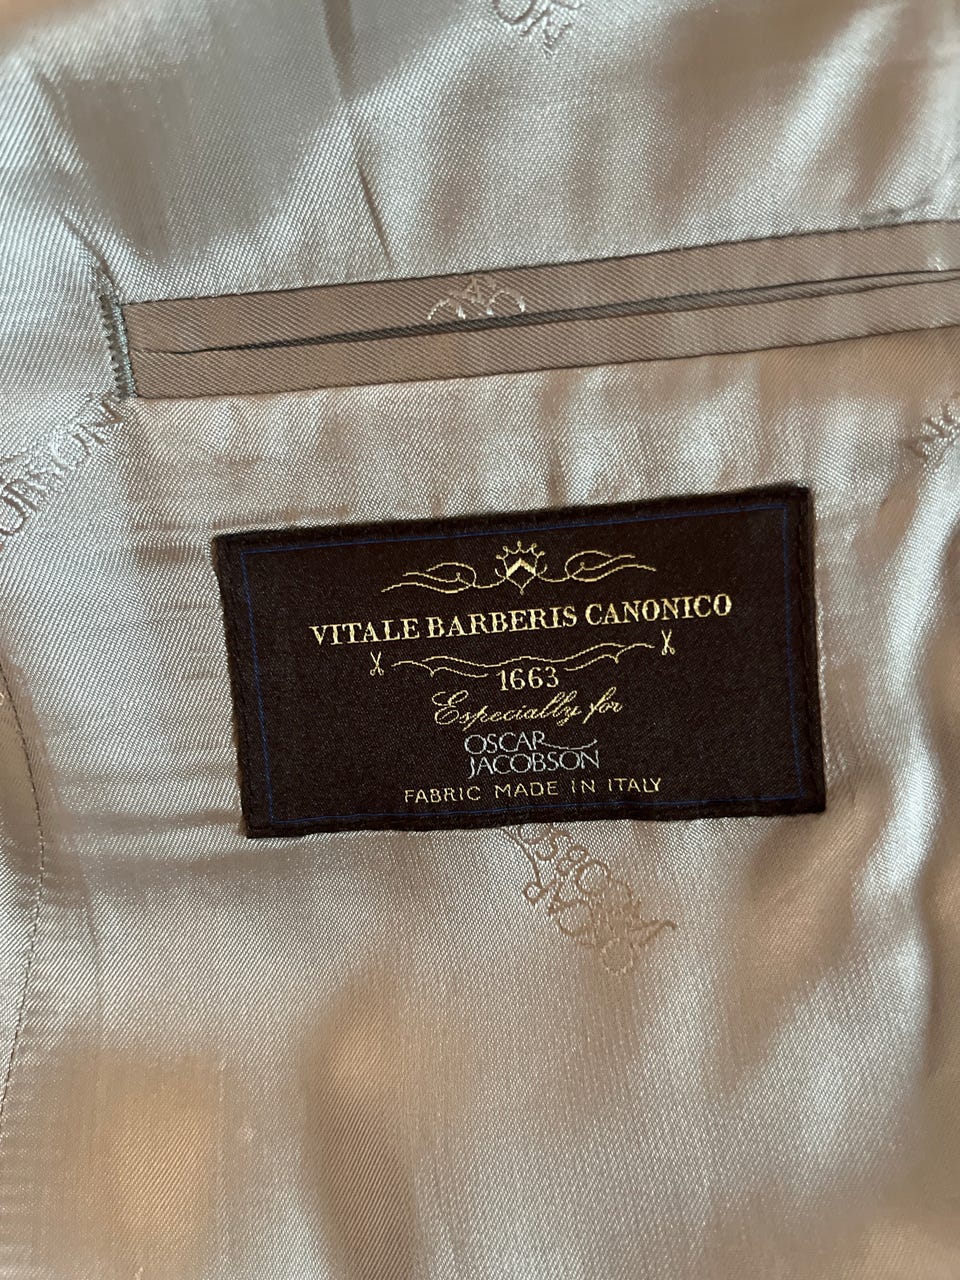 VITALE BARBERIS CANONICO
1663
Especially for
OSCAR
JACOBSON
FABRIC MADE IN ITALY